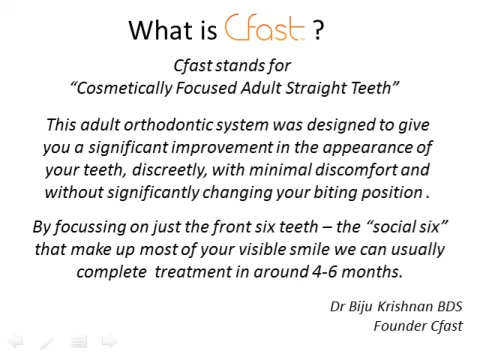 What is Cfast™ ?
Cfast stands for
“Cosmetically Focused Adult Straight Teeth”
This adult orthodontic system was designed to give
you a significant improvement in the appearance of
your teeth, discreetly, with minimal discomfort and
without significantly changing your biting position .
By focussing on just the front six teeth – the “social six”
that make up most of your visible smile we can usually
complete  treatment in around 4-6 months.
Dr Biju Krishnan BDS
Founder Cfast